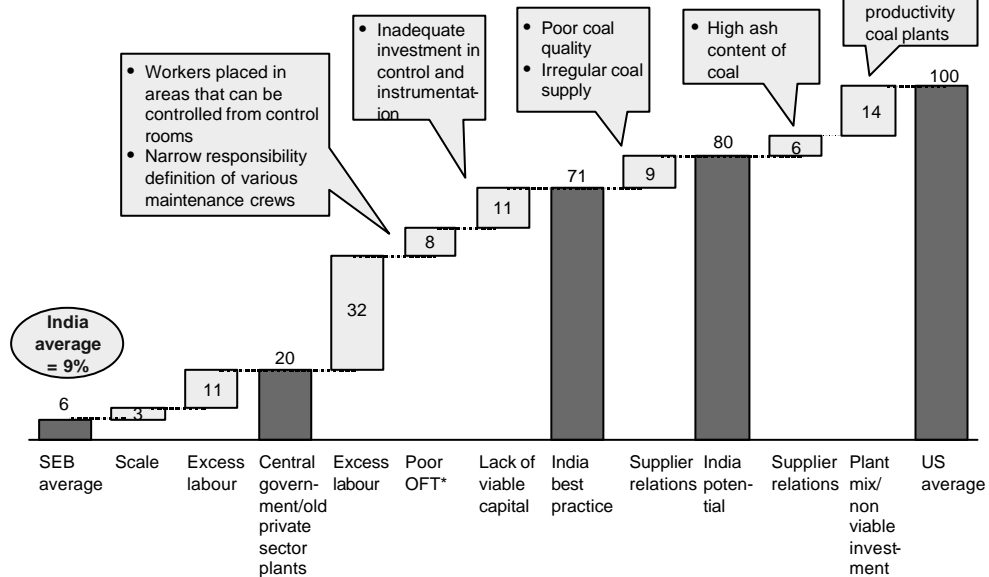 productivity
coal plants
• Inadequate
investment in
control and
instrumentat-
ion
• Poor coal
quality
• Irregular coal
supply
• High ash
content of
coal
• Workers placed in
areas that can be
controlled from control
rooms
• Narrow responsibility
definition of various
maintenance crews
India
average
= 9%
6
3
11
20
32
8
11
71
9
80
6
14
100
SEB
average
Scale
Excess
labour
Central
govern-
ment/old
private
sector
plants
Excess
labour
Poor
OFT*
Lack of
viable
capital
India
best
practice
Supplier
relations
India
poten-
tial
Supplier
relations
Plant
mix/
non
viable
invest-
ment
US
average